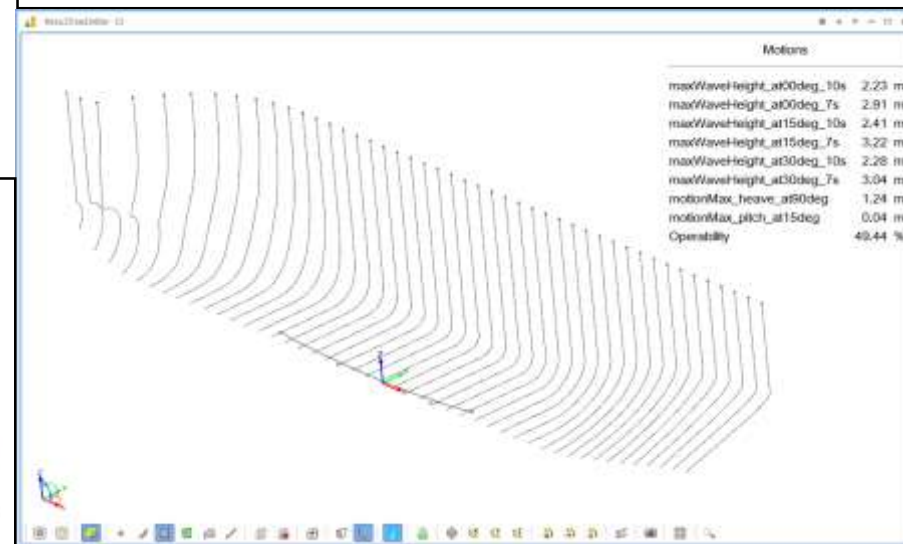 Motions
maxWaveHeight_at00deg_10s 2.23 m
maxWaveHeight_at00deg_7s 2.91 m
maxWaveHeight_at15deg_10s 2.41 m
maxWaveHeight_at15deg_7s 3.22 m
maxWaveHeight_at30deg_10s 2.28 m
maxWaveHeight_at30deg_7s 3.04 m
motionMax_heave_at90deg 1.24 m
motionMax_pitch_at15deg 0.04 m
Operability 49.44 %